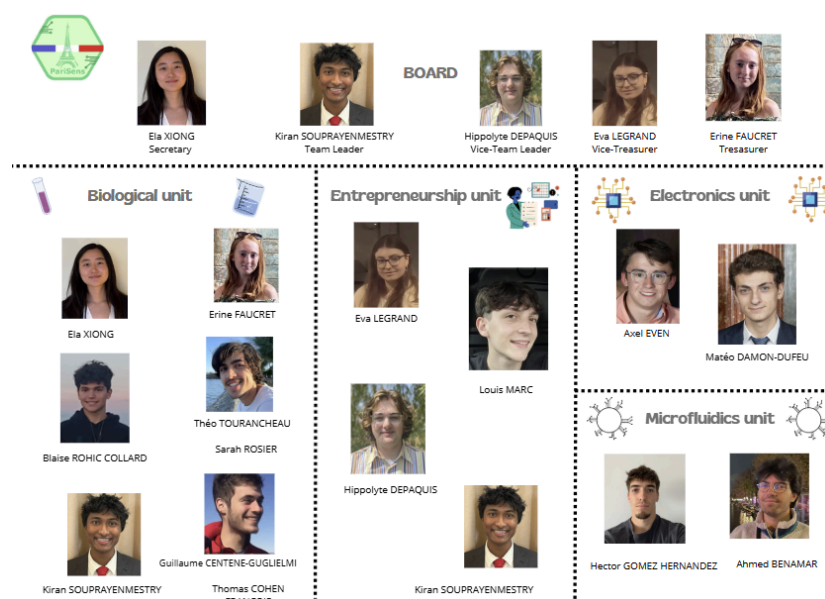 PariSens
BOARD
Ela XIONG
Secretary
Kiran SOUPRAYENMESTRY
Team Leader
Hippolyte DEPAQUIS
Vice-Team Leader
Eva LEGRAND
Vice-Treasurer
Erine FAUCRET
Tresasurer
Biological unit
Ela XIONG
Erine FAUCRET
Blaise ROHIC COLLARD
Théo TOURANCHEAU
Sarah ROSIER
Kiran SOUPRAYENMESTRY
Guillaume CENTENE-GUGLIELMI
Thomas COHEN
Entrepreneurship unit
Eva LEGRAND
Louis MARC
Hippolyte DEPAQUIS
Kiran SOUPRAYENMESTRY
Electronics unit
Axel EVEN
Matéo DAMON-DUFEU
Microfluidics unit
Hector GOMEZ HERNANDEZ
Ahmed BENAMAR